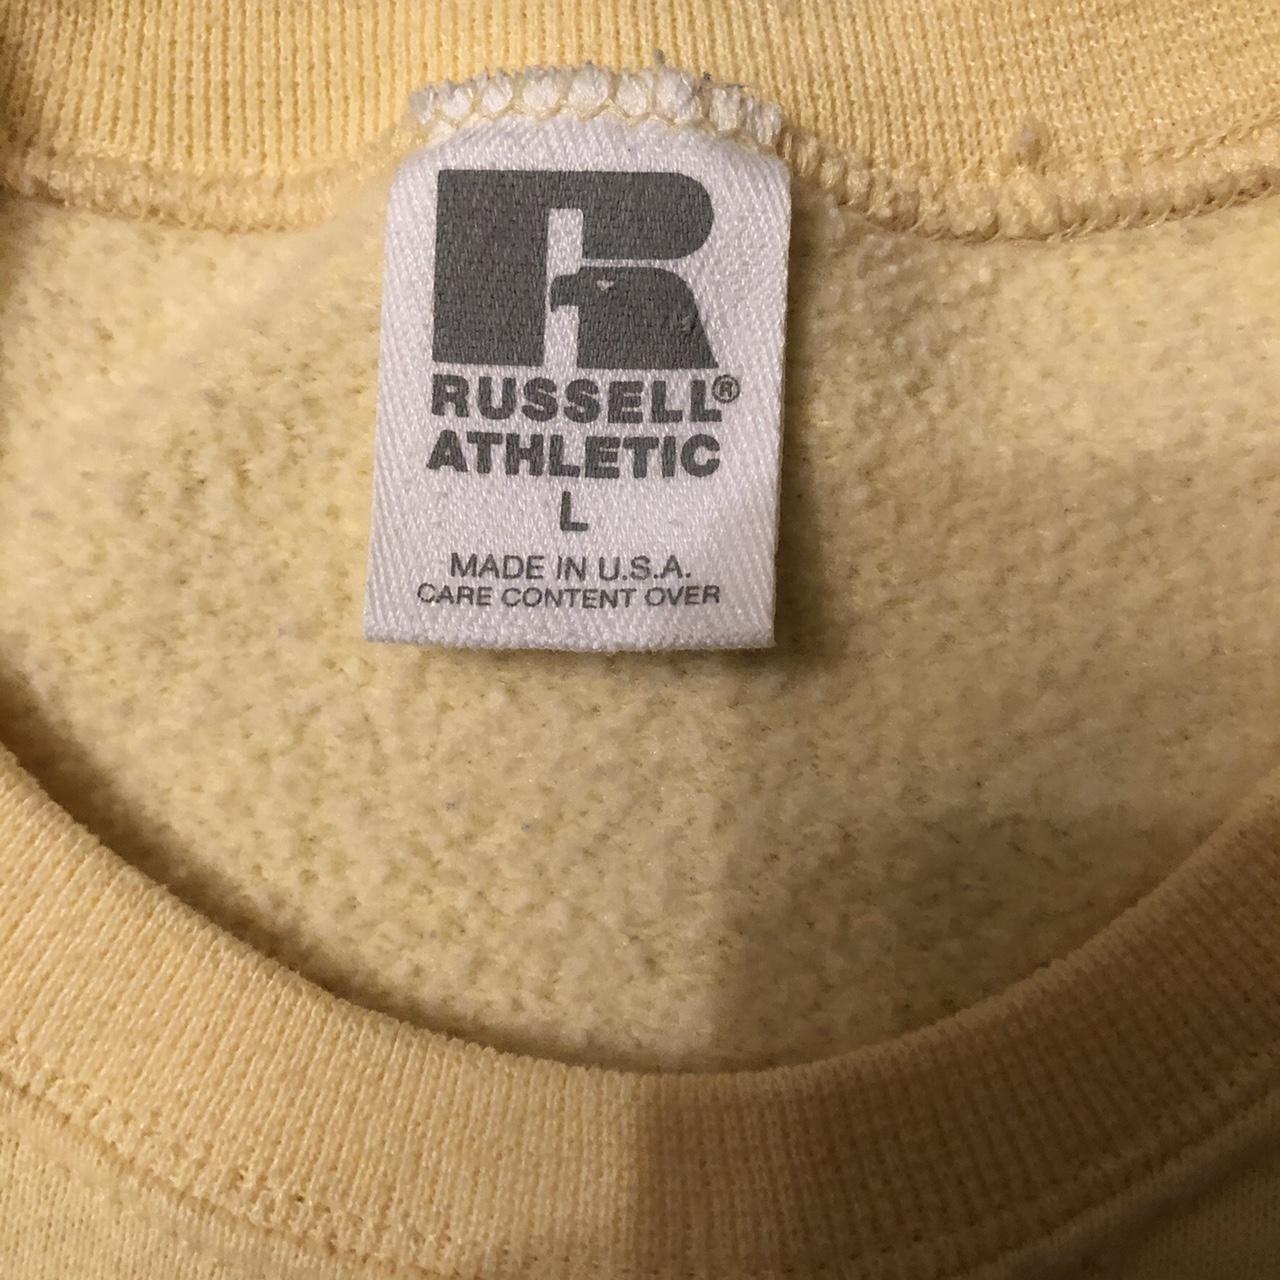 R
RUSSELL®
ATHLETIC
L
MADE IN U.S.A.
CARE CONTENT OVER